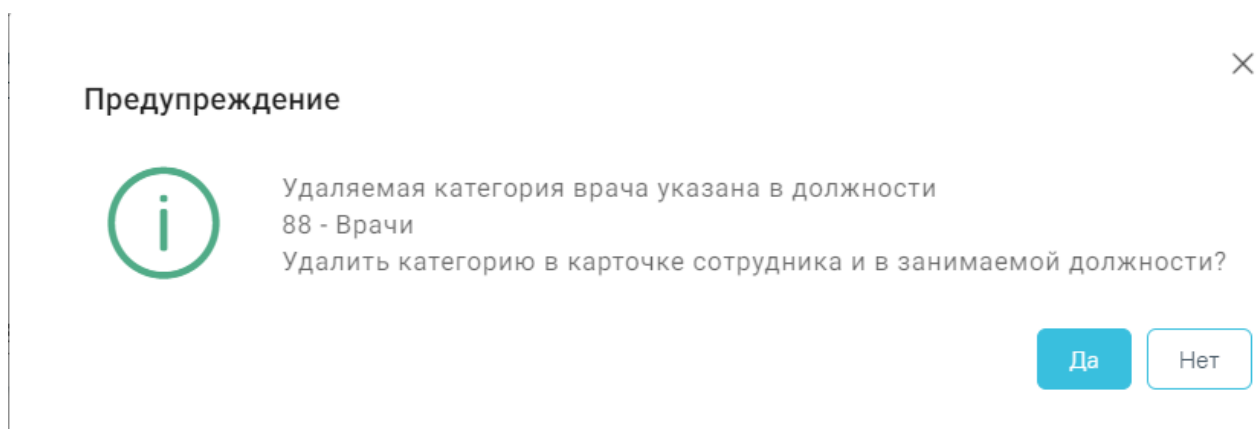 Предупреждение
Удаляемая категория врача указана в должности
88 - Врачи
Удалить категорию в карточке сотрудника и в занимаемой должности?
Да
Нет